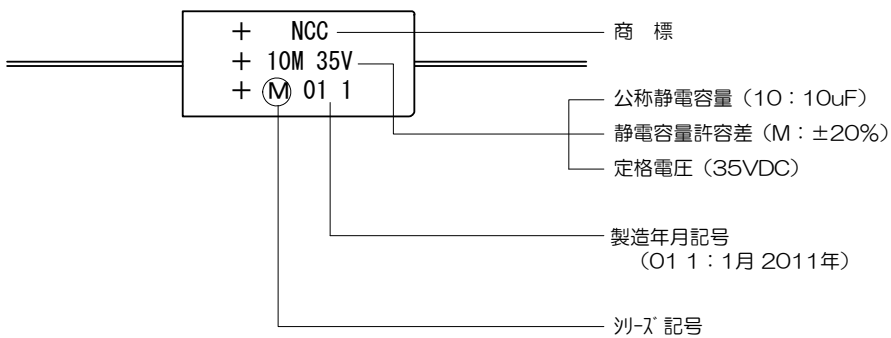 + NCC
+ 10M 35V
+ Ⓜ 01 1
商 標
公称静電容量（10：10uF）
静電容量許容差（M：±20%）
定格電圧（35VDC）
製造年月記号
（01 1：1月 2011年）
ｼﾘｰｽﾞ記号